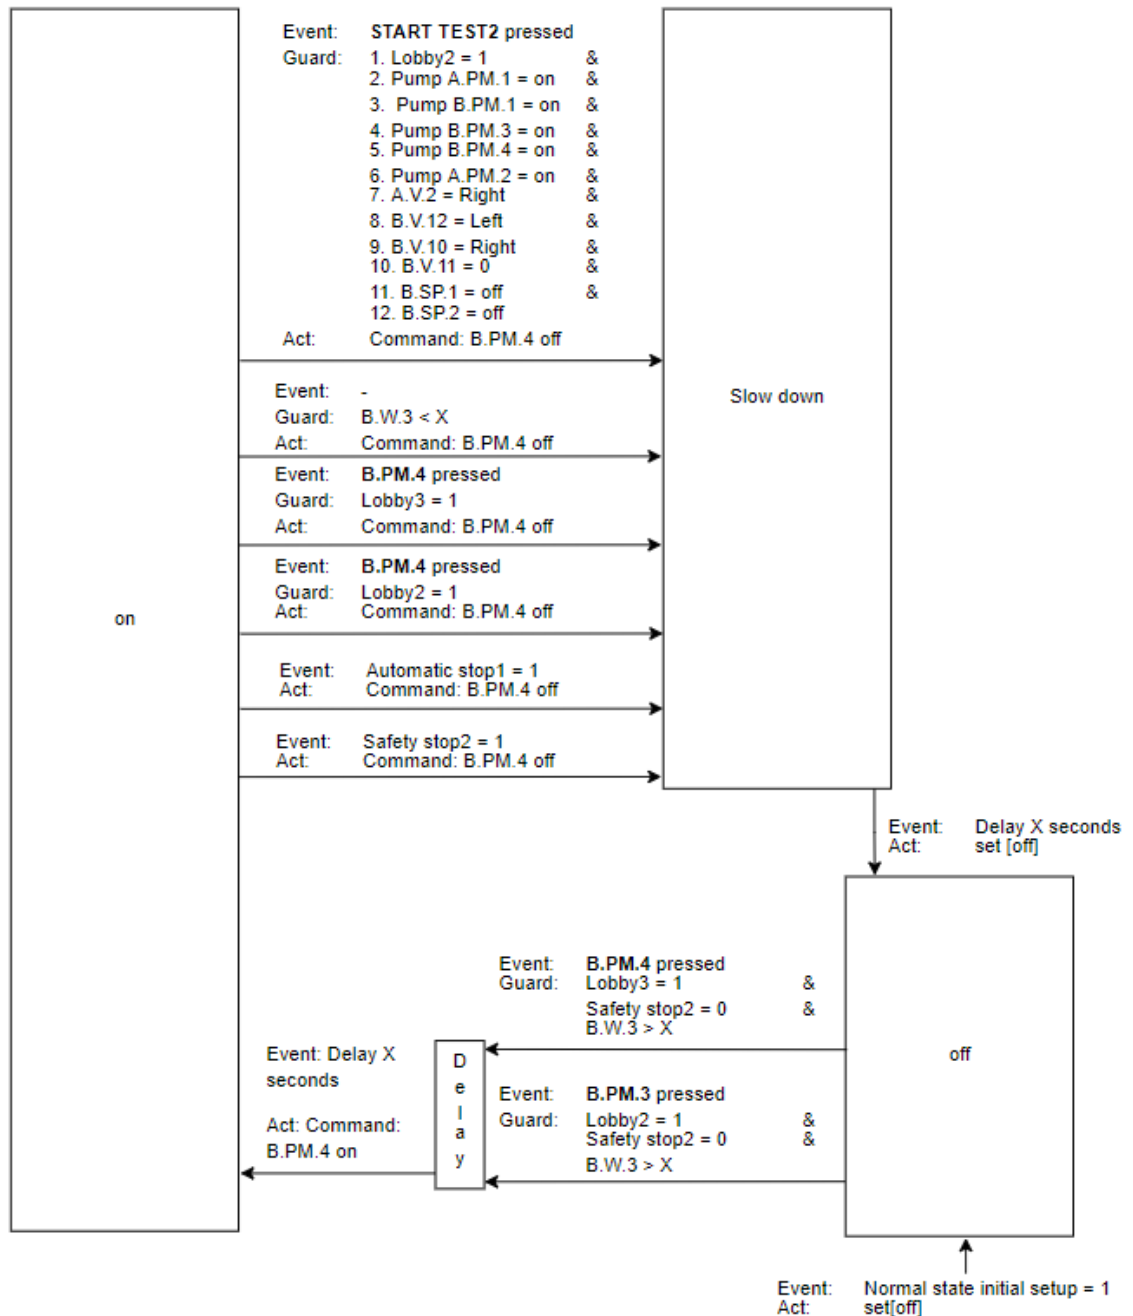 Event: START TEST2 pressed
Guard: 1. Lobby2 = 1 &
2. Pump A.PM.1 = on &
3. Pump B.PM.1 = on &
4. Pump B.PM.3 = on &
5. Pump B.PM.4 = on &
6. Pump A.PM.2 = on &
7. A.V.2 = Right &
8. B.V.12 = Left &
9. B.V.10 = Right &
10. B.V.11 = 0 &
11. B.SP.1 = off &
12. B.SP.2 = off
Act: Command: B.PM.4 off
Event: -
Guard: B.W.3 < X
Act: Command: B.PM.4 off
Event: B.PM.4 pressed
Guard: Lobby3 = 1
Act: Command: B.PM.4 off
Event: B.PM.4 pressed
Guard: Lobby2 = 1
Act: Command: B.PM.4 off
Event: Automatic stop1 = 1
Act: Command: B.PM.4 off
Event: Safety stop2 = 1
Act: Command: B.PM.4 off
on
Slow down
Event: Delay X seconds
Act: set [off]
Event: B.PM.4 pressed
Guard: Lobby3 = 1 &
Safety stop2 = 0 &
B.W.3 > X
Event: B.PM.3 pressed
Guard: Lobby2 = 1 &
Safety stop2 = 0 &
B.W.3 > X
off
D
e
l
a
y
Event: Delay X
seconds
Act: Command:
B.PM.4 on
Event: Normal state initial setup = 1
Act: set[off]